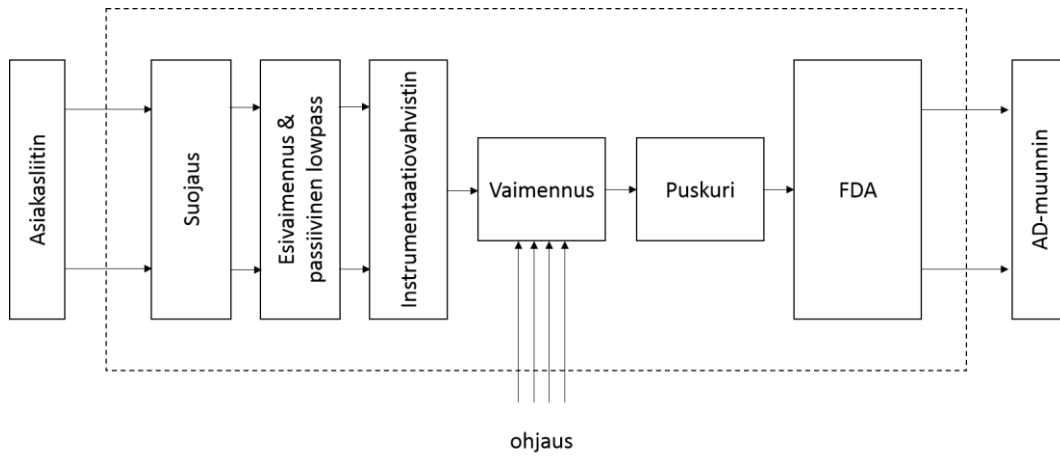 Asiakasliitin
Suojaus
Esivaimennus &
passiivinen lowpass
Instrumentaatiovahvistin
Vaimennus
Puskuri
FDA
AD-muunnin
ohjaus